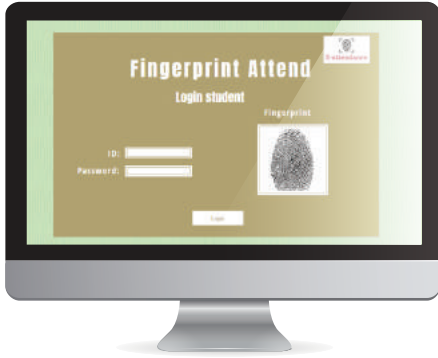 Fingerprint Attend
Login student
Fingerprint
ID:
Password:
Login